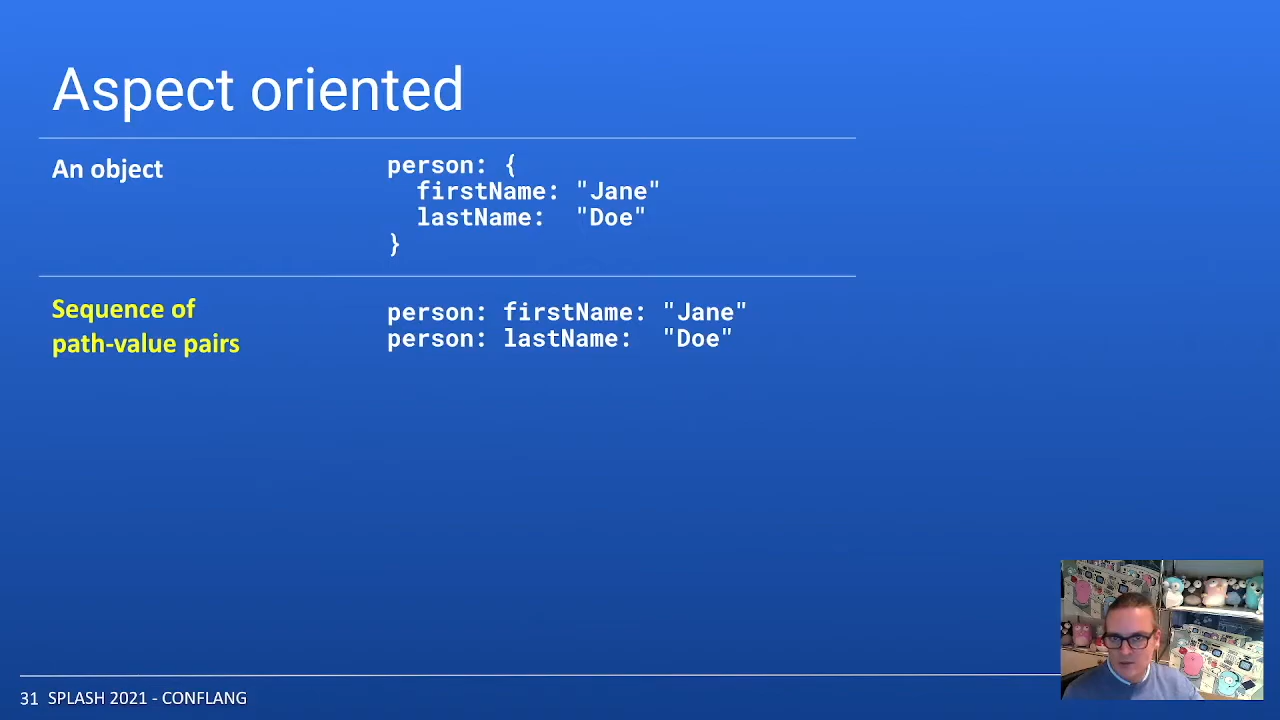 Aspect oriented
An object
person: {
firstName: "Jane"
lastName: "Doe"
}
Sequence of
path-value pairs
person: firstName: "Jane"
person: lastName: "Doe"
31 SPLASH 2021 - CONFLANG